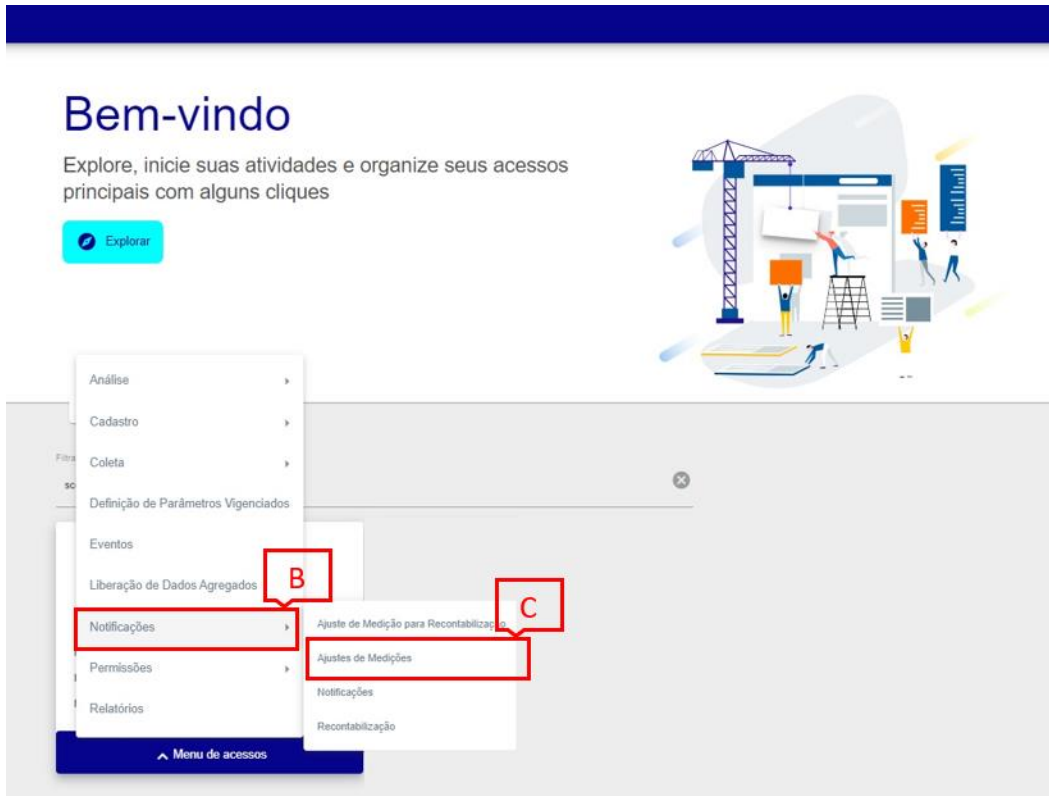 Bem-vindo
Explore, inicie suas atividades e organize seus acessos
principais com alguns cliques
Explorar
Análise
Cadastro
Filtra
Coleta
sc
Definição de Parâmetros Vigenciados
Eventos
Liberação de Dados Agregados
B
Notificações
Permissões
Relatórios
C
Ajuste de Medição para Recontabilização
Ajustes de Medições
Notificações
Recontabilização
Menu de acessos